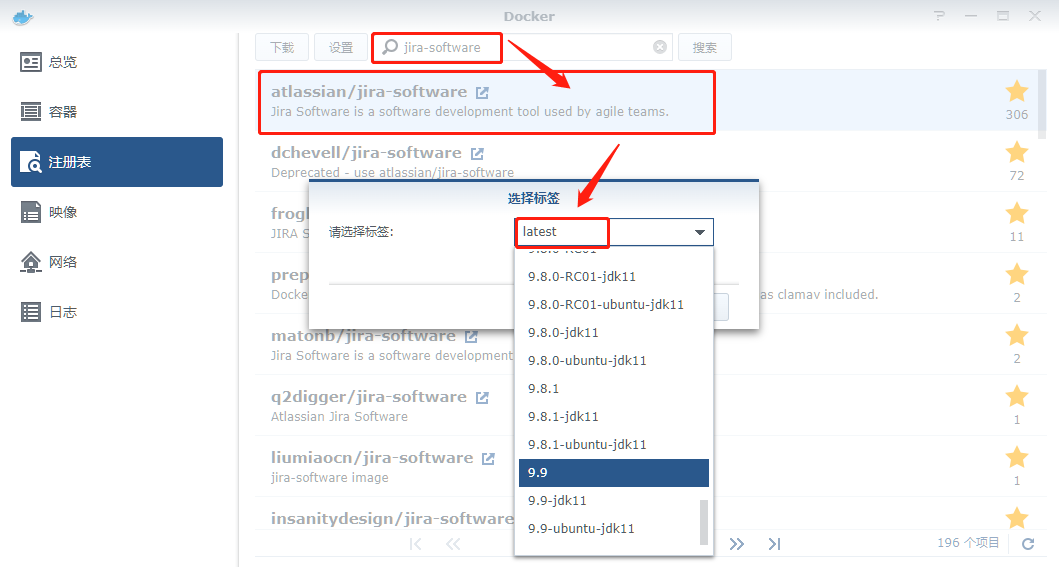 Docker
总览
容器
注册表
映像
网络
日志
下载
设置
jira-software
搜索
atlassian/jira-software
Jira Software is a software development tool used by agile teams.
306
dchevell/jira-software
Deprecated - use atlassian/jira-software
72
frogl
JIRA S
11
prep
Docke
as clamav included.
2
matonb/jira-software
Jira Software is a software development
2
q2digger/jira-software
Atlassian Jira Software
1
liumiaocn/jira-software
jira-software image
1
insanitydesign/jira-software
选择标签
请选择标签:
latest
9.8.0-RC01
9.8.0-RC01-jdk11
9.8.0-RC01-ubuntu-jdk11
9.8.0-jdk11
9.8.0-ubuntu-jdk11
9.8.1
9.8.1-jdk11
9.8.1-ubuntu-jdk11
9.9
9.9-jdk11
9.9-ubuntu-jdk11
196 个项目